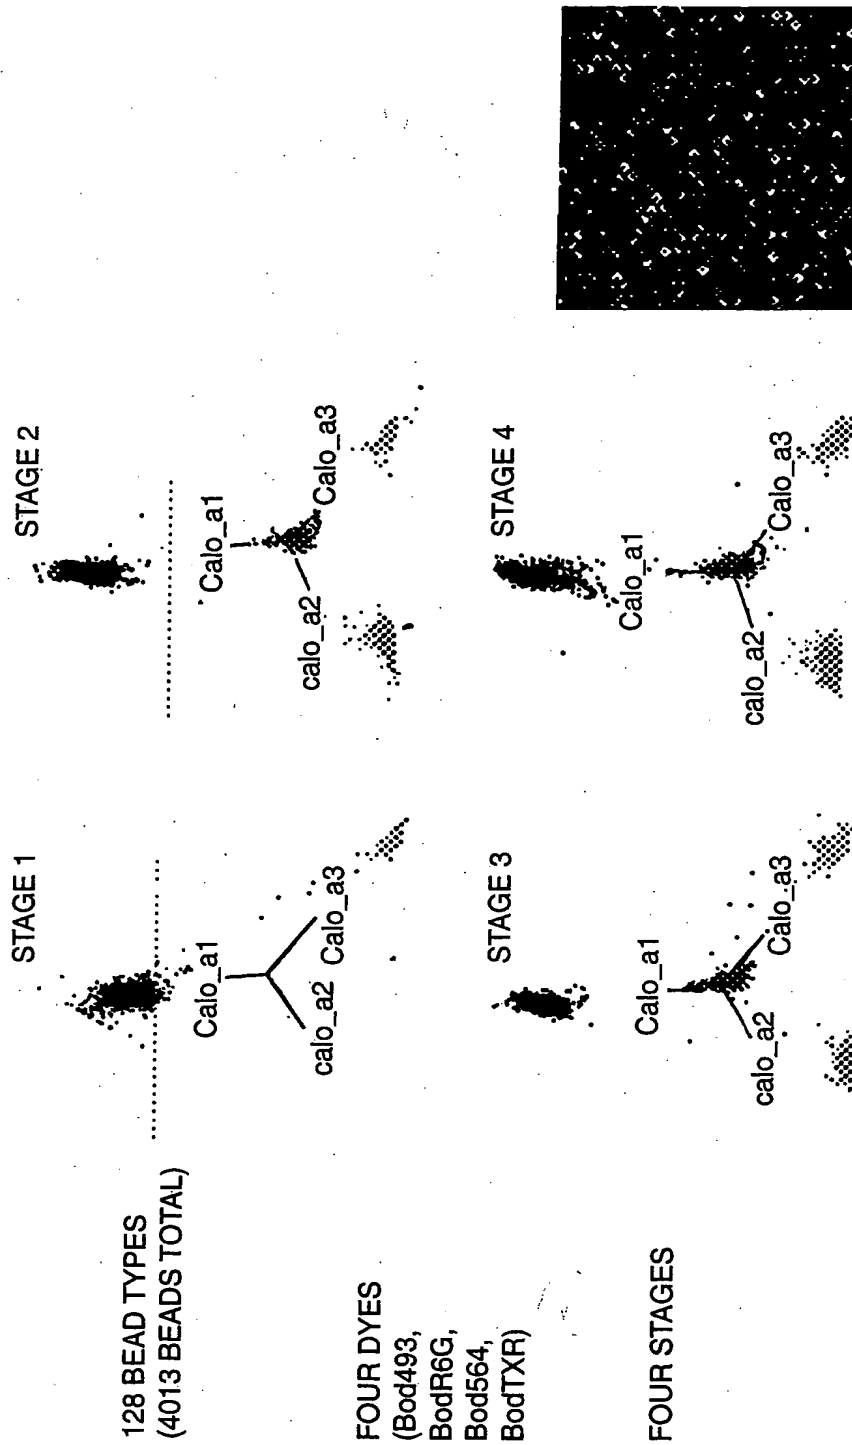 128 BEAD TYPES
(4013 BEADS TOTAL)
FOUR DYES
(Bod493,
BodR6G,
Bod564,
BodTXR)
FOUR STAGES
STAGE 1
Calo_a1
calo_a2
Calo_a3
STAGE 2
Calo_a1
calo_a2
Calo_a3
STAGE 3
Calo_a1
calo_a2
Calo_a3
STAGE 4
Calo_a1
calo_a2
Calo_a3